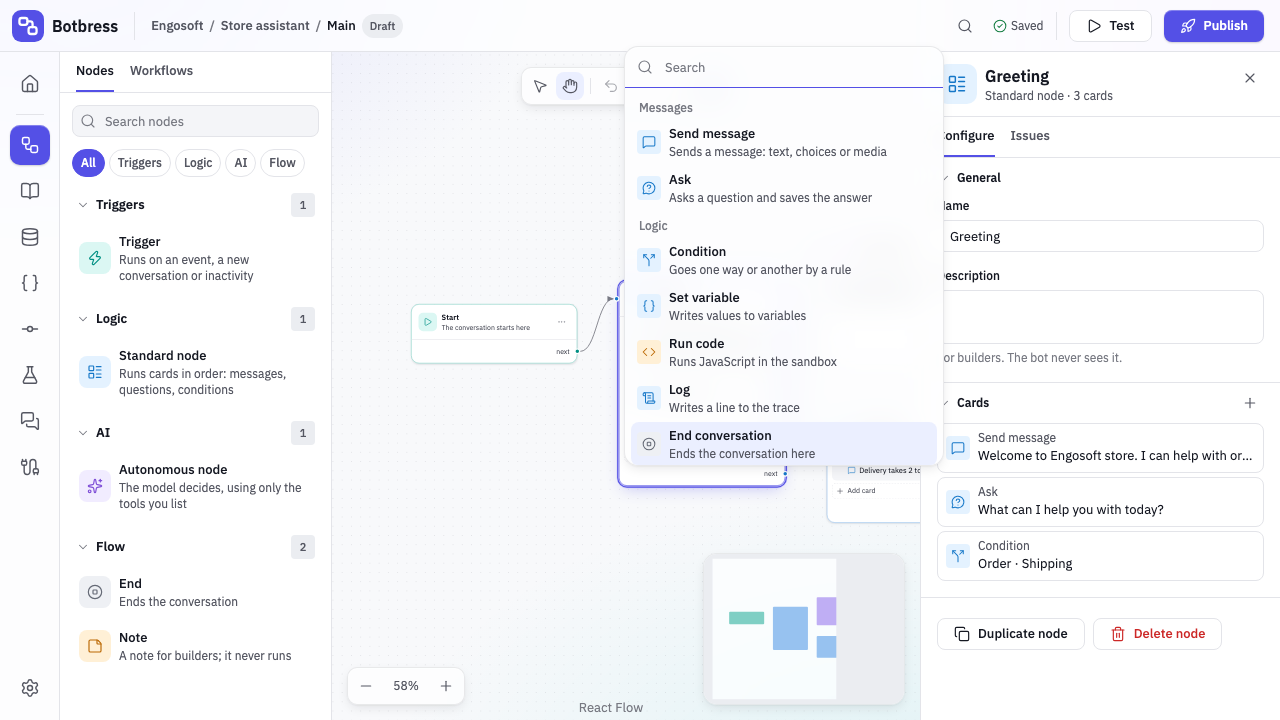 Botbress
Engosoft / Store assistant / Main Draft
Saved
Test
Publish
Nodes
Workflows
Search nodes
All
Triggers
Logic
AI
Flow
Triggers
1
Trigger
Runs on an event, a new
conversation or inactivity
Logic
1
Standard node
Runs cards in order: messages,
questions, conditions
AI
1
Autonomous node
The model decides, using only the
tools you list
Flow
2
End
Ends the conversation
Note
A note for builders; it never runs
Start
The conversation starts here
next
Search
Messages
Send message
Sends a message: text, choices or media
Ask
Asks a question and saves the answer
Logic
Condition
Goes one way or another by a rule
Set variable
Writes values to variables
Run code
Runs JavaScript in the sandbox
Log
Writes a line to the trace
End conversation
Ends the conversation here
next
Delivery takes 2 to
Add card
58%
React Flow
Greeting
Standard node · 3 cards
onfigure
Issues
General
ame
Greeting
escription
or builders. The bot never sees it.
Cards
Send message
Welcome to Engosoft store. I can help with or...
Ask
What can I help you with today?
Condition
Order · Shipping
Duplicate node
Delete node